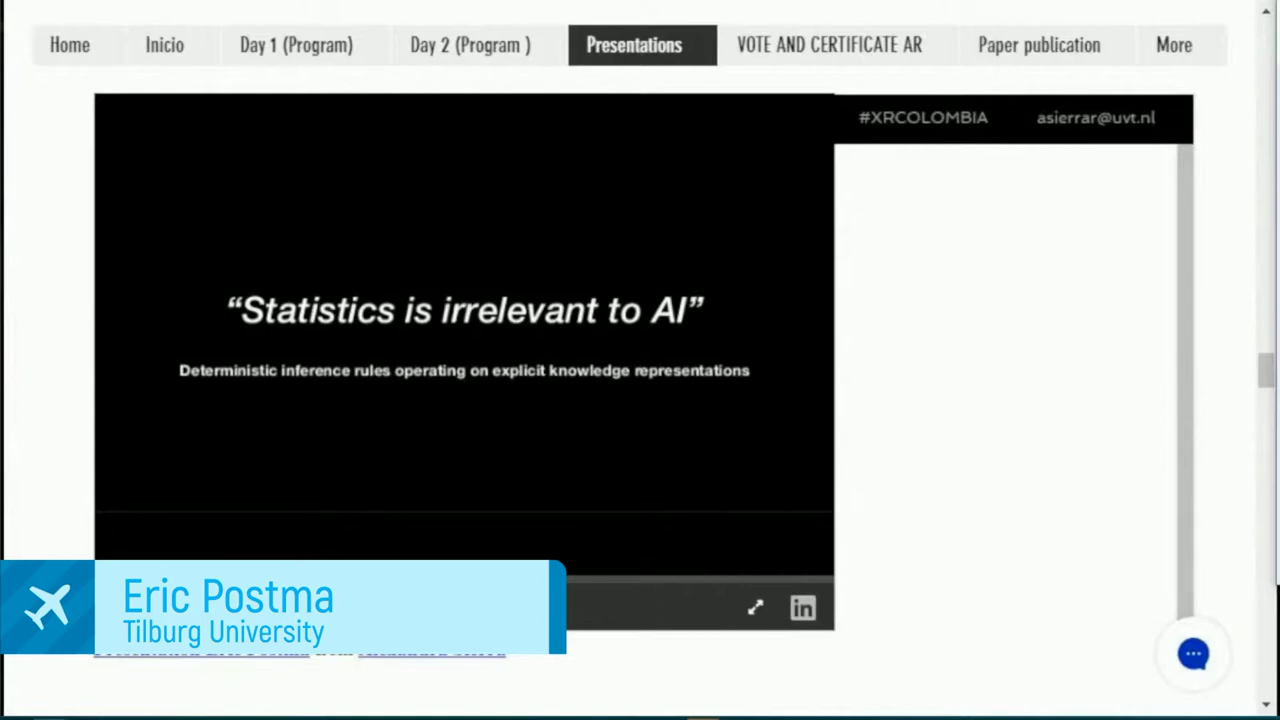 Home Inicio Day 1 (Program) Day 2 (Program ) Presentations VOTE AND CERTIFICATE AR Paper publication More
#XRCOLOMBIA asierrar@uvt.nl
“Statistics is irrelevant to AI”
Deterministic inference rules operating on explicit knowledge representations
in
Eric Postma
Tilburg University